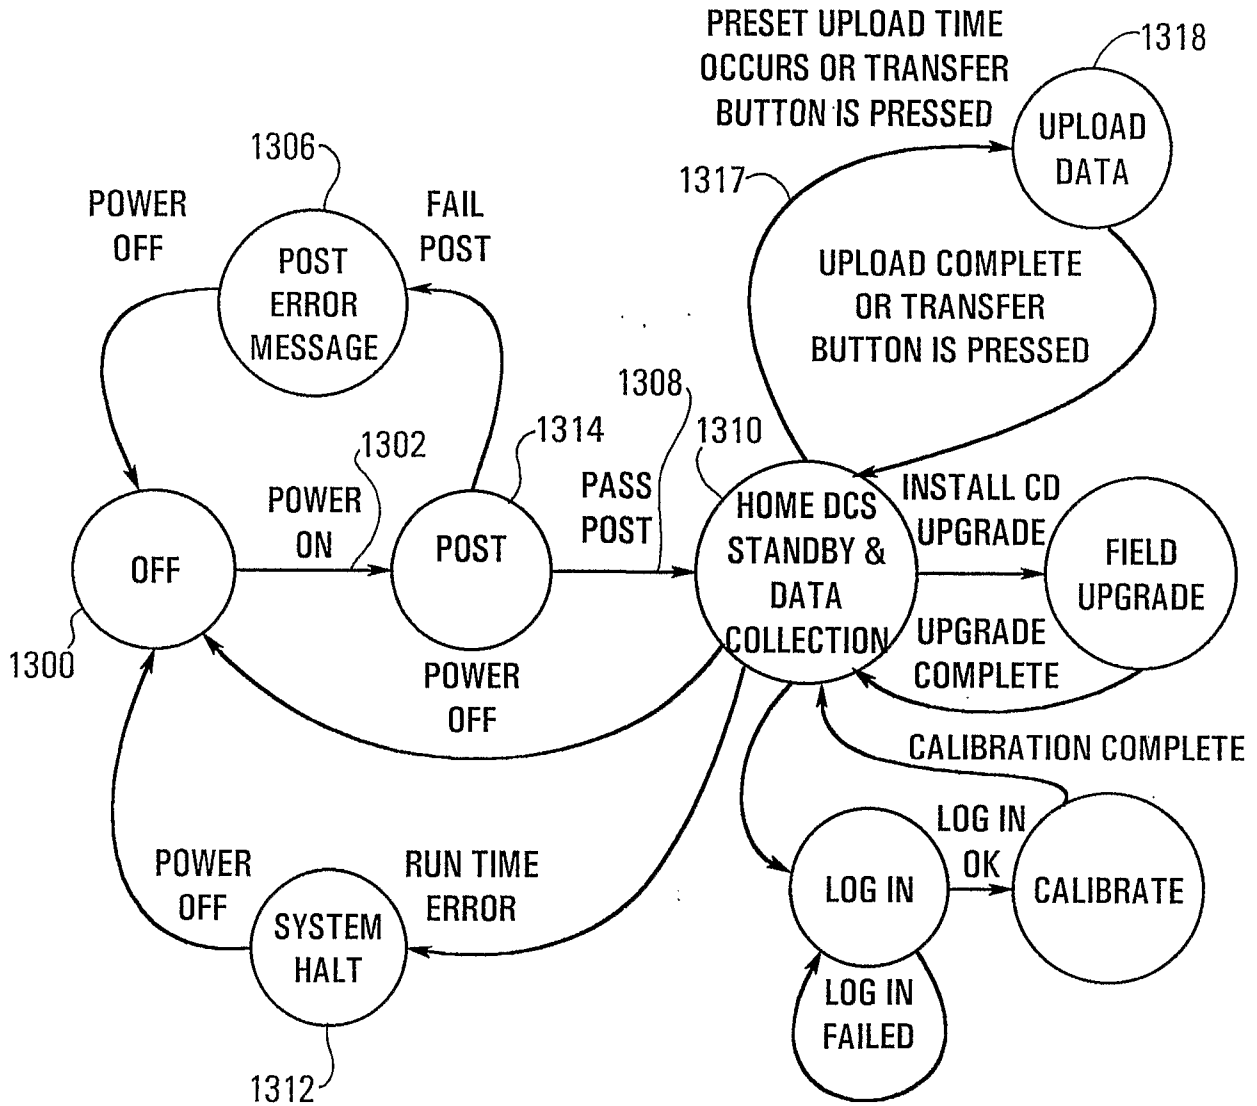 PRESET UPLOAD TIME
OCCURS OR TRANSFER
BUTTON IS PRESSED
1318
UPLOAD
DATA
1317
1306
POWER
OFF
FAIL
POST
POST
ERROR
MESSAGE
UPLOAD COMPLETE
OR TRANSFER
BUTTON IS PRESSED
1308
1302
1314
1310
POWER
ON
PASS
POST
OFF
POST
HOME DCS
STANDBY &
DATA
COLLECTION
INSTALL CD
UPGRADE
FIELD
UPGRADE
UPGRADE
COMPLETE
1300
POWER
OFF
CALIBRATION COMPLETE
POWER
OFF
RUN TIME
ERROR
SYSTEM
HALT
LOG IN
LOG IN
OK
CALIBRATE
LOG IN
FAILED
1312